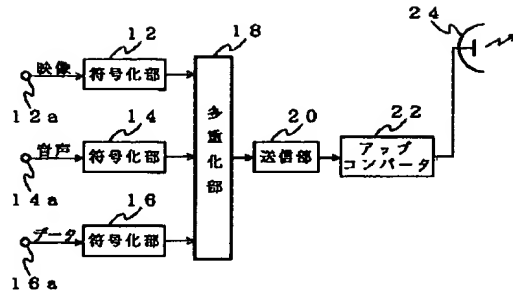 24
12
18
映像
符号化部
12a
14
20
22
音声
符号化部
多重化部
送信部
アップ
コンバータ
14a
16
データ
符号化部
16a